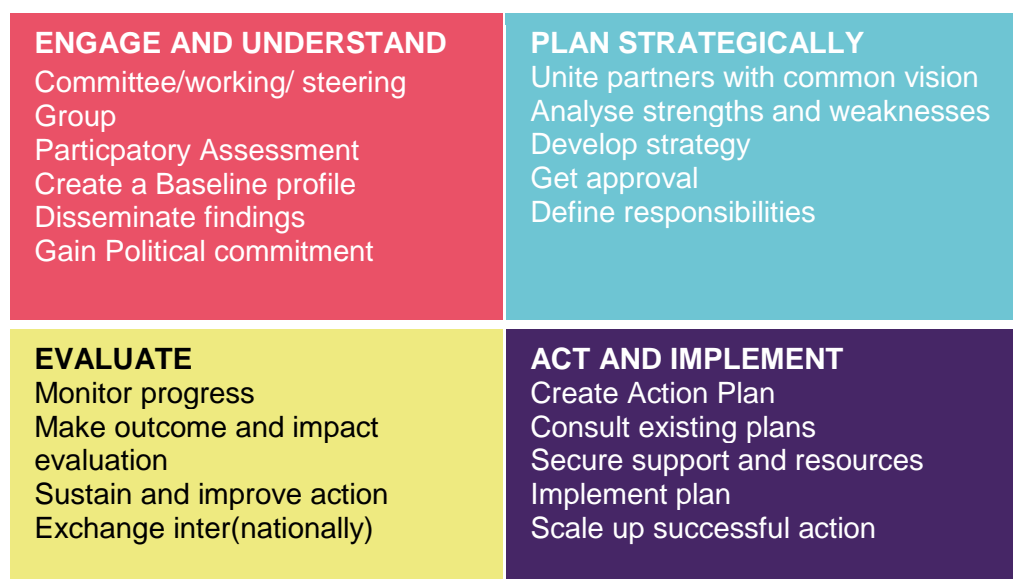 ENGAGE AND UNDERSTAND
Committee/working/ steering
Group
Particpatory Assessment
Create a Baseline profile
Disseminate findings
Gain Political commitment
PLAN STRATEGICALLY
Unite partners with common vision
Analyse strengths and weaknesses
Develop strategy
Get approval
Define responsibilities
EVALUATE
Monitor progress
Make outcome and impact
evaluation
Sustain and improve action
Exchange inter(nationally)
ACT AND IMPLEMENT
Create Action Plan
Consult existing plans
Secure support and resources
Implement plan
Scale up successful action